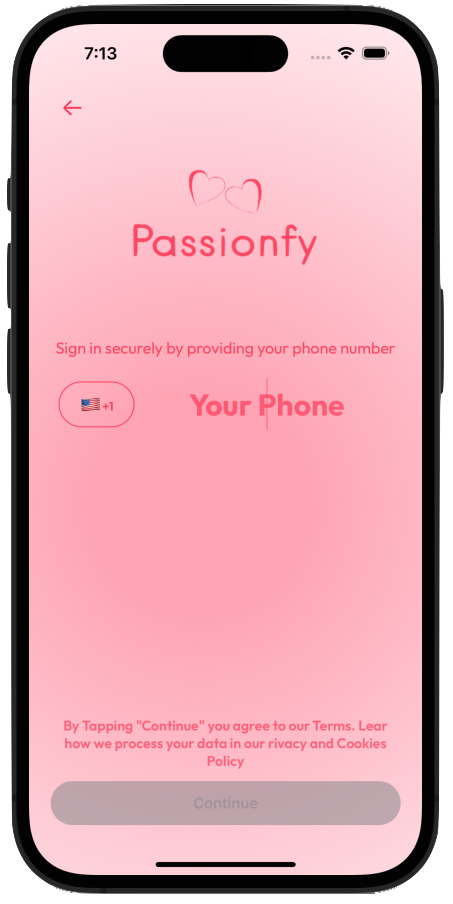 7:13
Passionfy
Sign in securely by providing your phone number
+1
Your Phone
By Tapping "Continue" you agree to our Terms. Lear
how we process your data in our rivacy and Cookies
Policy
Continue